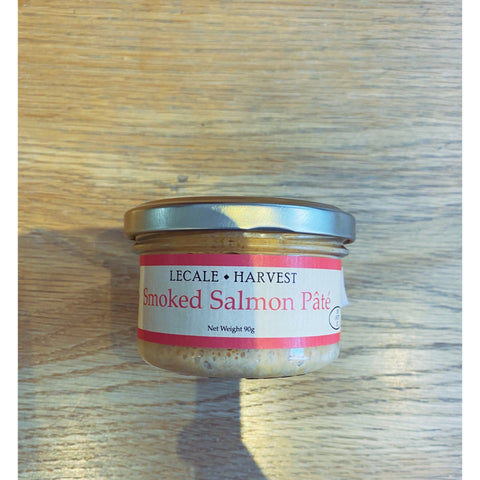 LECALE ♦ HARVEST
Smoked Salmon Pâté
Net Weight 90g